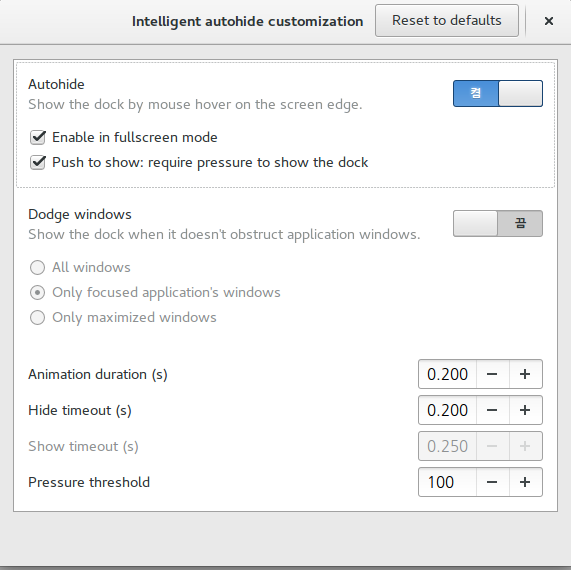 Intelligent autohide customization
Reset to defaults
Autohide
켬
Show the dock by mouse hover on the screen edge.
Enable in fullscreen mode
Push to show: require pressure to show the dock
Dodge windows
끔
Show the dock when it doesn't obstruct application windows.
All windows
Only focused application's windows
Only maximized windows
Animation duration (s)
0.200
Hide timeout (s)
0.200
Show timeout (s)
0.250
Pressure threshold
100